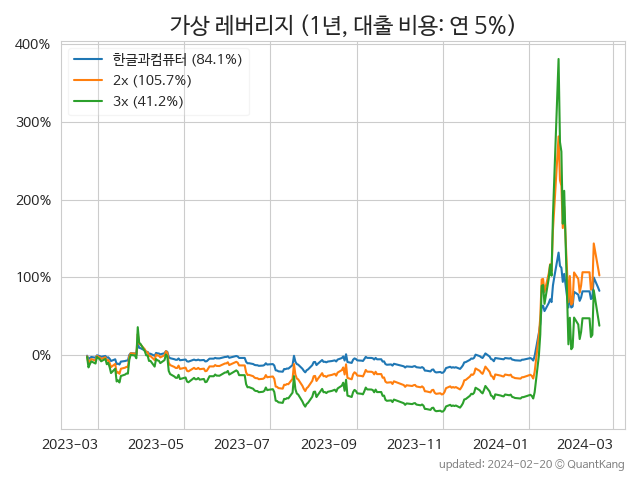 가상 레버리지 (1년, 대출 비용: 연 5%)
400%
300%
200%
100%
0%
한글과컴퓨터 (84.1%)
2x (105.7%)
3x (41.2%)
2023-03 2023-05 2023-07 2023-09 2023-11 2024-01 2024-03
updated: 2024-02-20 © QuantKang